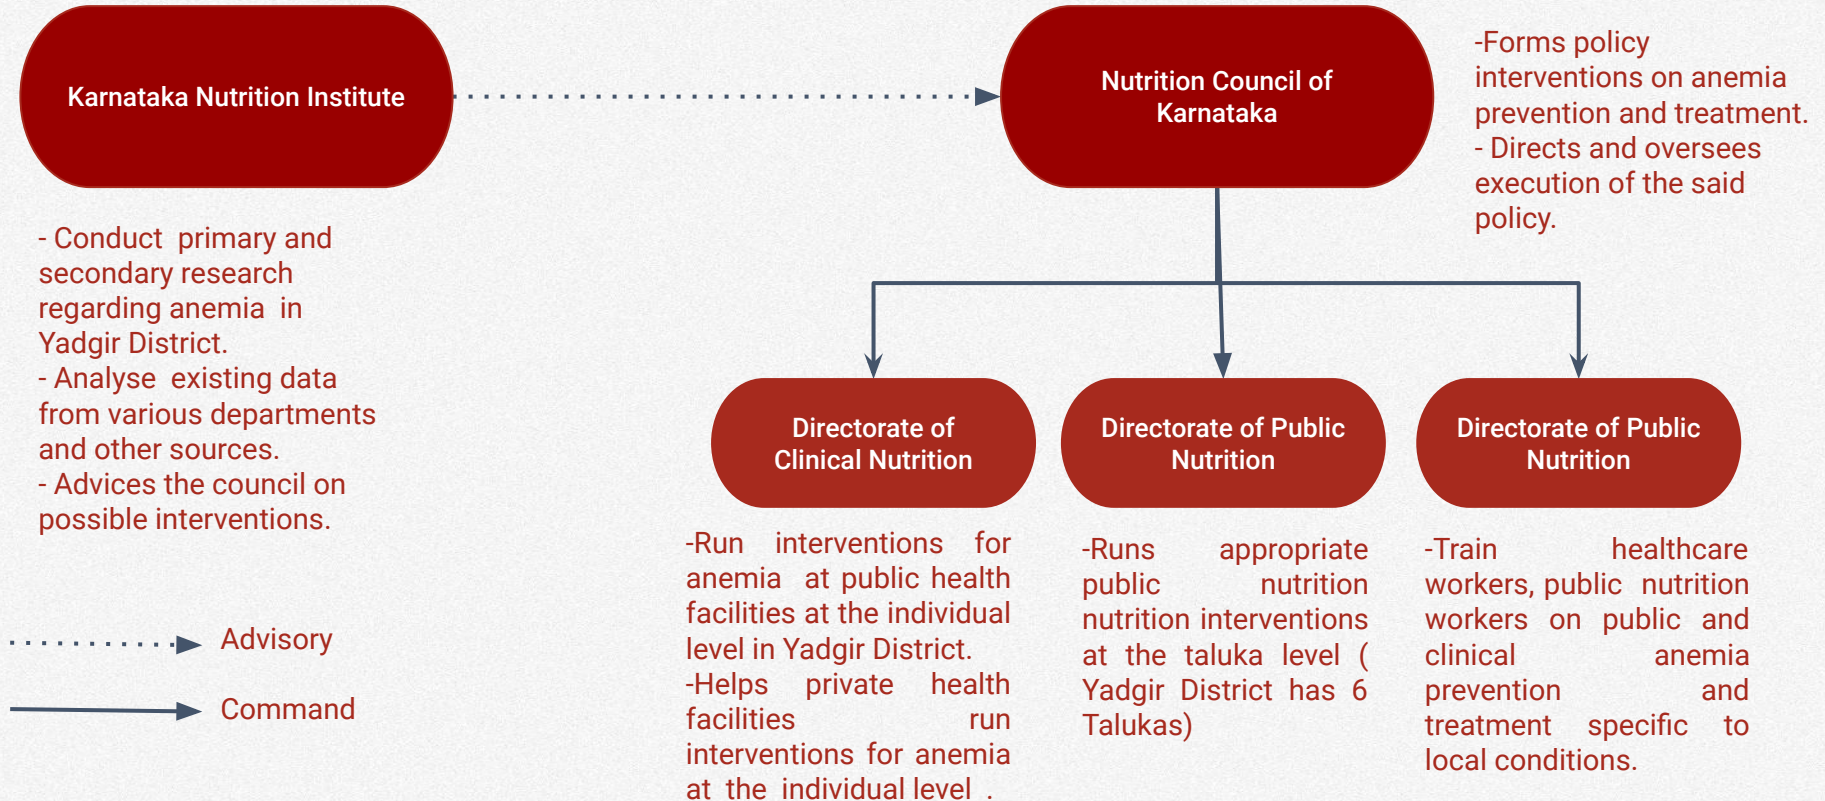 Karnataka Nutrition Institute
Nutrition Council of
Karnataka
-Forms policy
interventions on anemia
prevention and treatment.
- Directs and oversees
execution of the said
policy.
- Conduct primary and
secondary research
regarding anemia in
Yadgir District.
- Analyse existing data
from various departments
and other sources.
- Advices the council on
possible interventions.
Directorate of
Clinical Nutrition
Directorate of Public
Nutrition
Directorate of Public
Nutrition
-Run interventions for
anemia at public health
facilities at the individual
level in Yadgir District.
-Helps private health
facilities run
interventions for anemia
at the individual level .
-Runs appropriate
public nutrition
nutrition interventions
at the taluka level (
Yadgir District has 6
Talukas)
-Train healthcare
workers, public nutrition
workers on public and
clinical anemia
prevention and
treatment specific to
local conditions.
Advisory
Command